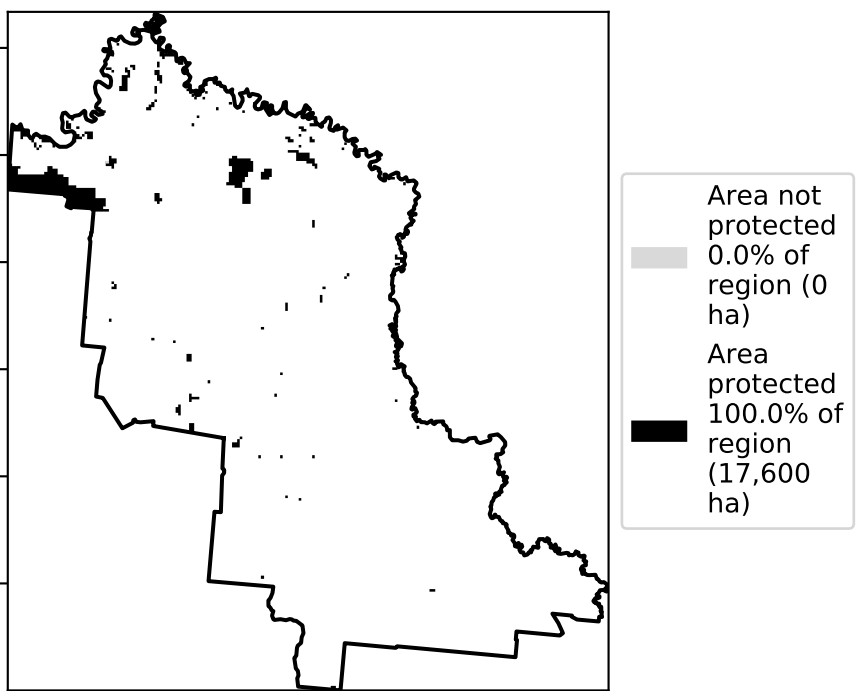 Area not
protected
0.0% of
region (0
ha)
Area
protected
100.0% of
region
(17,600
ha)